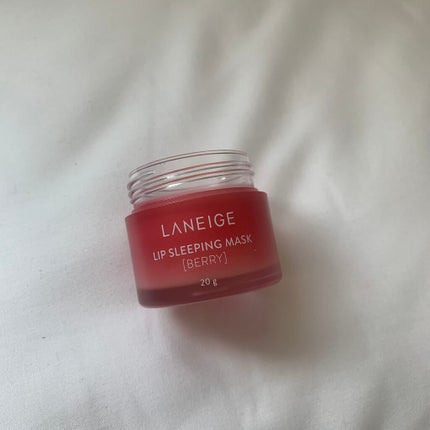 LANEIGE
LIP SLEEPING MASK
[BERRY]
20 g